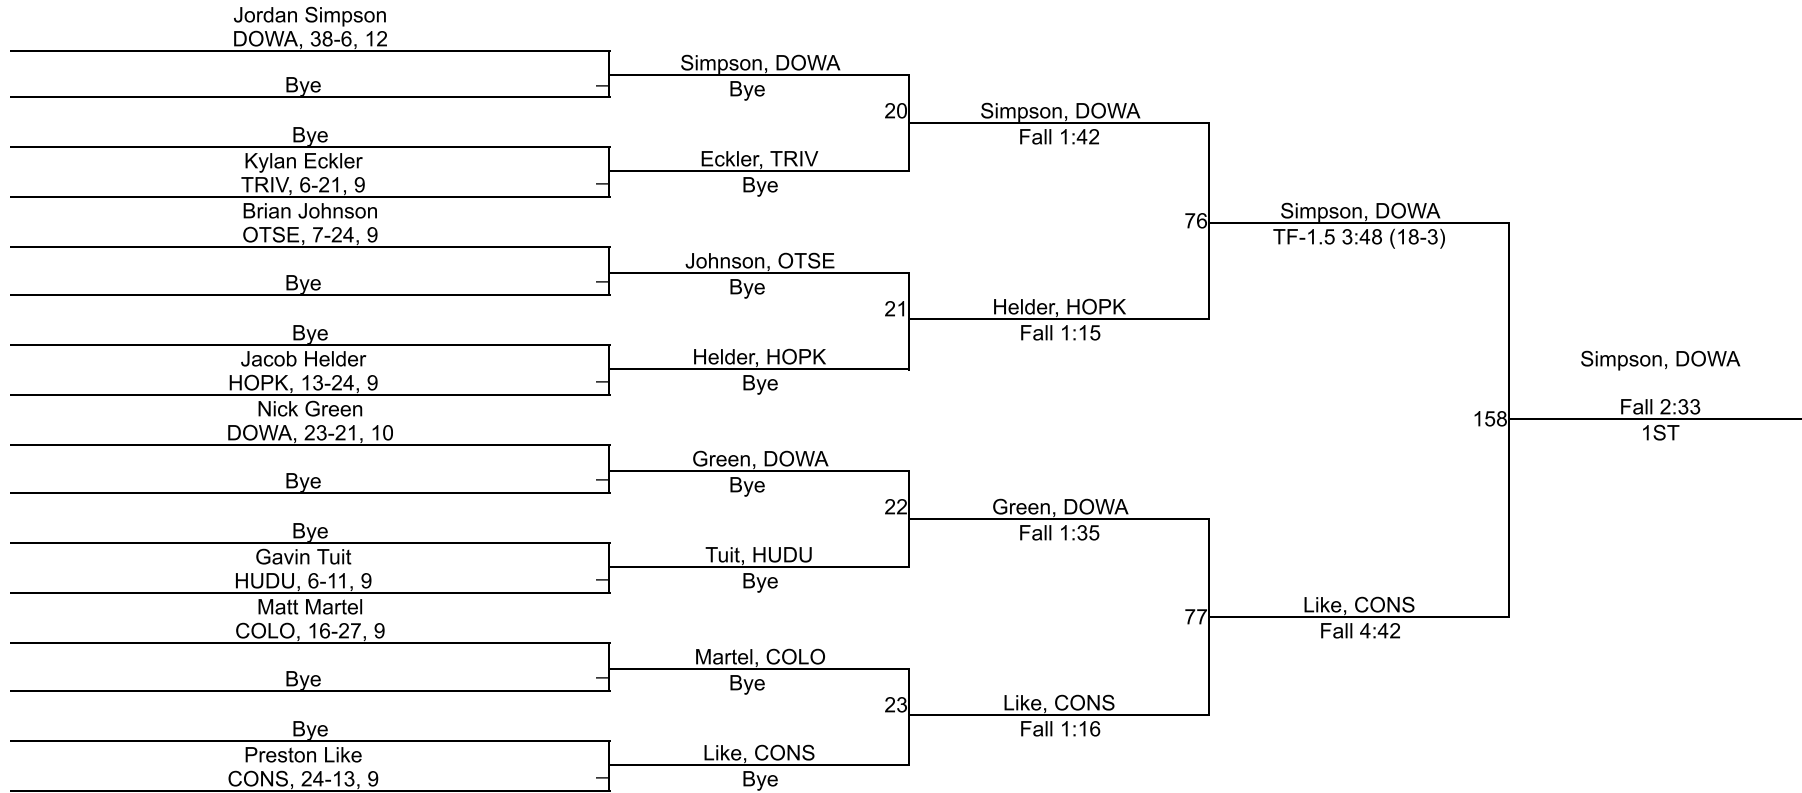 Jordan Simpson
DOWA, 38-6, 12
Bye
Bye
Kylan Eckler
TRIV, 6-21, 9
Brian Johnson
OTSE, 7-24, 9
Bye
Bye
Jacob Helder
HOPK, 13-24, 9
Nick Green
DOWA, 23-21, 10
Bye
Bye
Gavin Tuit
HUDU, 6-11, 9
Matt Martel
COLO, 16-27, 9
Bye
Bye
Preston Like
CONS, 24-13, 9
Simpson, DOWA
Bye
20
Eckler, TRIV
Bye
Johnson, OTSE
Bye
21
Helder, HOPK
Bye
Green, DOWA
Bye
22
Tuit, HUDU
Bye
Martel, COLO
Bye
23
Like, CONS
Bye
Simpson, DOWA
Fall 1:42
76
Helder, HOPK
Fall 1:15
Green, DOWA
Fall 1:35
77
Like, CONS
Fall 1:16
Simpson, DOWA
TF-1.5 3:48 (18-3)
158
Like, CONS
Fall 4:42
Simpson, DOWA
Fall 2:33
1ST